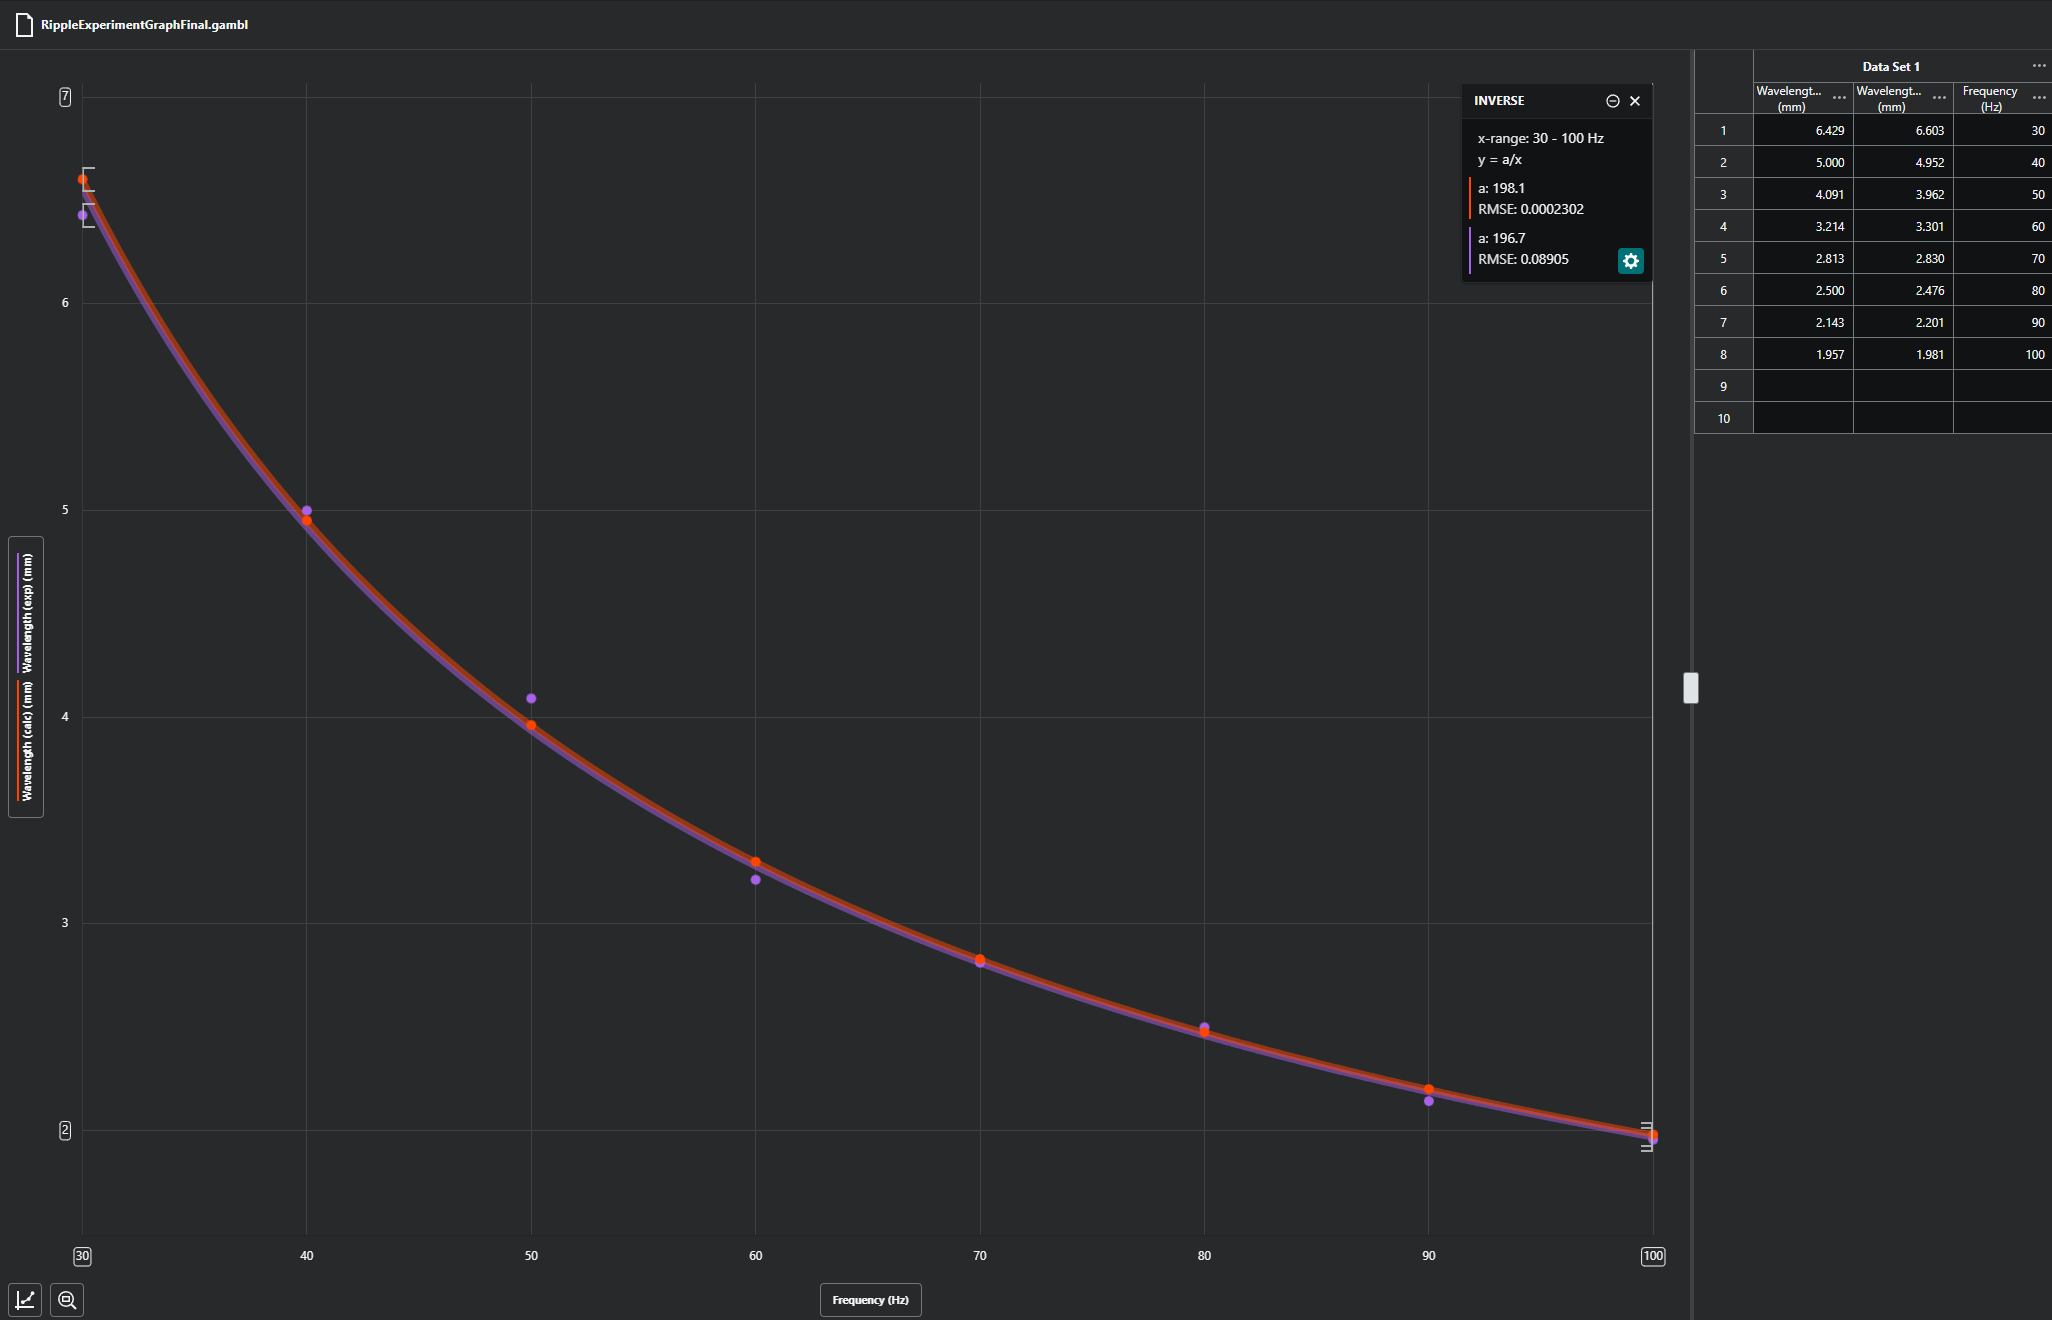 RippleExperimentGraphFinal.gambl
7
6
5
4
3
2
Wavelength (exp) (mm)
Wavelength (calc) (mm)
30
40
50
60
70
80
90
100
Frequency (Hz)
INVERSE
x-range: 30 - 100 Hz
y = a/x
a: 198.1
RMSE: 0.0002302
a: 196.7
RMSE: 0.08905
Data Set 1 ...
Wavelengt... ... Wavelengt... ... Frequency ...
(mm) (mm) (Hz)
1 6.429 6.603 30
2 5.000 4.952 40
3 4.091 3.962 50
4 3.214 3.301 60
5 2.813 2.830 70
6 2.500 2.476 80
7 2.143 2.201 90
8 1.957 1.981 100
9
10